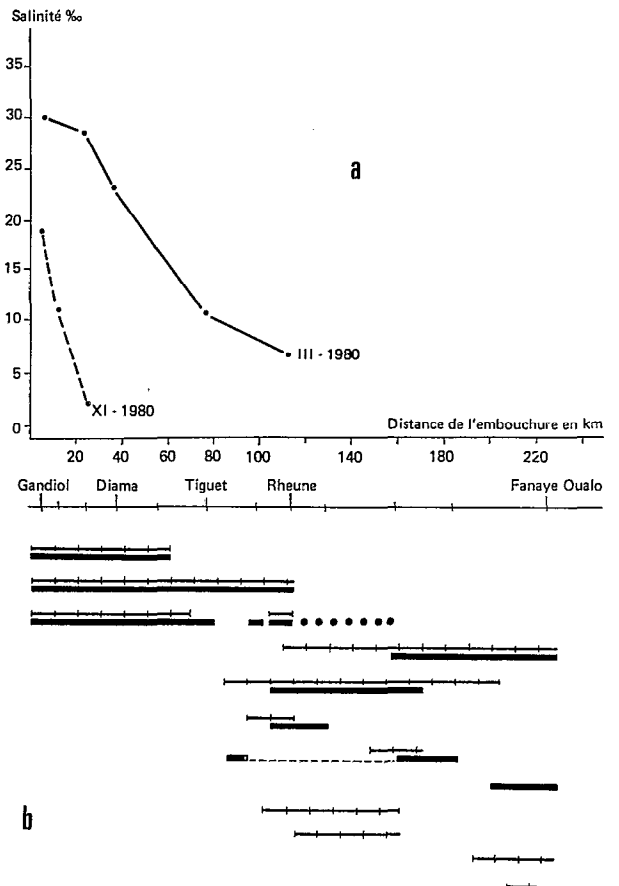 Salinité ‰
35
30
a
25
20
15
10
III - 1980
5
XI - 1980
Distance de l'embouchure en km
0
20 40 60 80 100 140 180 220
Gandiol Diama Tiguet Rheune Fanaye Oualo
b